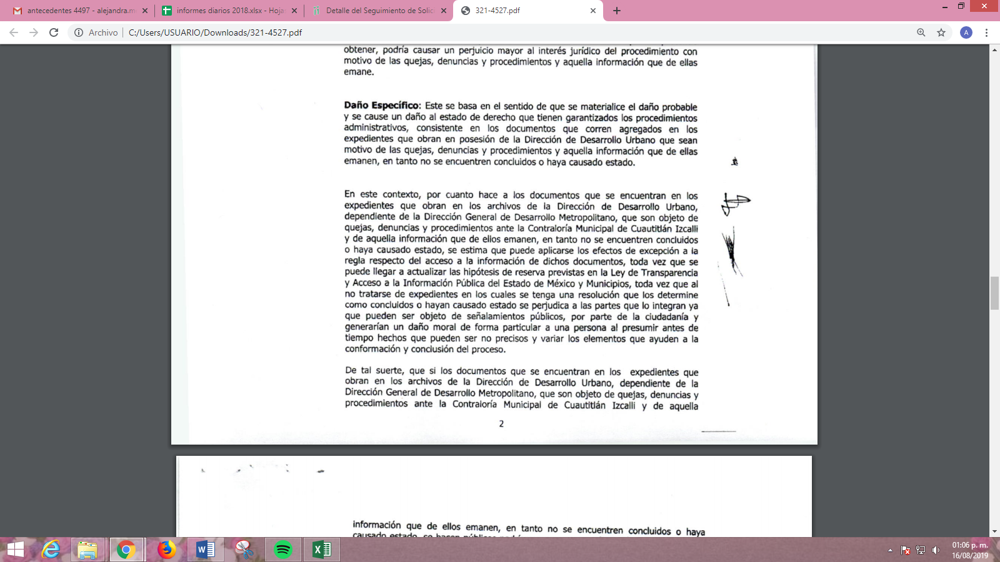 antecedentes 4497 - alejandra.m
informes diarios 2018.xlsx - Hoja
Detalle del Seguimiento de Solic
321-4527.pdf
Archivo
C:/Users/USUARIO/Downloads/321-4527.pdf
A
obtener, podría causar un perjuicio mayor al interés jurídico del procedimiento con
motivo de las quejas, denuncias y procedimientos y aquella información que de ellas
emane.
Daño Específico: Este se basa en el sentido de que se materialice el daño probable
y se cause un daño al estado de derecho que tienen garantizados los procedimientos
administrativos, consistente en los documentos que corren agregados en los
expedientes que obran en posesión de la Dirección de Desarrollo Urbano que sean
motivo de las quejas, denuncias y procedimientos y aquella información que de ellas
emanen, en tanto no se encuentren concluidos o haya causado estado.
En este contexto, por cuanto hace a los documentos que se encuentran en los
expedientes que obran en los archivos de la Dirección de Desarrollo Urbano,
dependiente de la Dirección General de Desarrollo Metropolitano, que son objeto de
quejas, denuncias y procedimientos ante la Contraloría Municipal de Cuautitlán Izcalli
y de aquella información que de ellos emanen, en tanto no se encuentren concluidos
o haya causado estado, se estima que puede aplicarse los efectos de excepción a la
regla respecto del acceso a la información de dichos documentos, toda vez que se
puede llegar a actualizar las hipótesis de reserva previstas en la Ley de Transparencia
y Acceso a la Información Pública del Estado de México y Municipios, toda vez que al
no tratarse de expedientes en los cuales se tenga una resolución que los determine
como concluidos o hayan causado estado se perjudica a las partes que lo integran ya
que pueden ser objeto de señalamientos públicos, por parte de la ciudadanía y
generarían un daño moral de forma particular a una persona al presumir antes de
tiempo hechos que pueden ser no precisos y variar los elementos que ayuden a la
conformación y conclusión del proceso.
De tal suerte, que si los documentos que se encuentran en los expedientes que
obran en los archivos de la Dirección de Desarrollo Urbano, dependiente de la
Dirección General de Desarrollo Metropolitano, que son objeto de quejas, denuncias y
procedimientos ante la Contraloría Municipal de Cuautitlán Izcalli y de aquella
2
información que de ellos emanen, en tanto no se encuentren concluidos o haya
causado estado, se hacen públicos
01:06 p. m.
16/08/2019